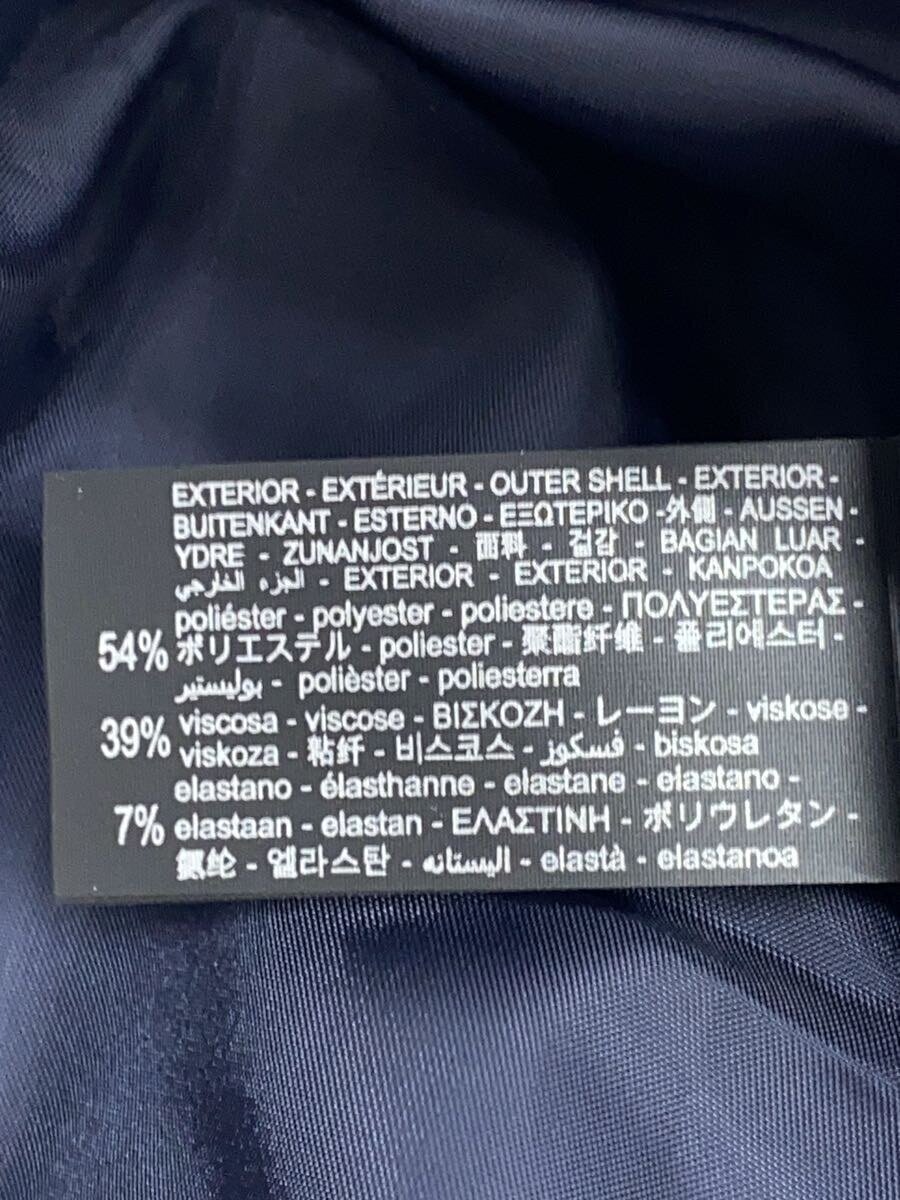 EXTERIOR - EXTÉRIEUR - OUTER SHELL - EXTERIOR -
BUITENKANT - ESTERNO - ΕΞΩΤΕΡΙΚΟ -外側 - AUSSEN -
YDRE - ZUNANJOST - 面料 - 겉감 - BAGIAN LUAR -
الجزء الخارجي - EXTERIOR - EXTERIOR - KANPOKOA
poliéster - polyester - poliestere - ΠΟΛΥΕΣΤΕΡΑΣ -
54% ポリエステル - poliester - 聚酯纤维 - 폴리에스터 -
بوليستير - polièster - poliesterra
39% viscosa - viscose - ΒΙΣΚΟΖΗ - レーヨン - viskose -
viskoza - 粘纤 - 비스코스 - فسكوز - biskosa
elastano - élasthanne - elastane - elastano -
7% elastaan - elastan - ΕΛΑΣΤΙΝΗ - ポリウレタン -
氨纶 - 엘라스탄 - اليستانه - elastà - elastanoa